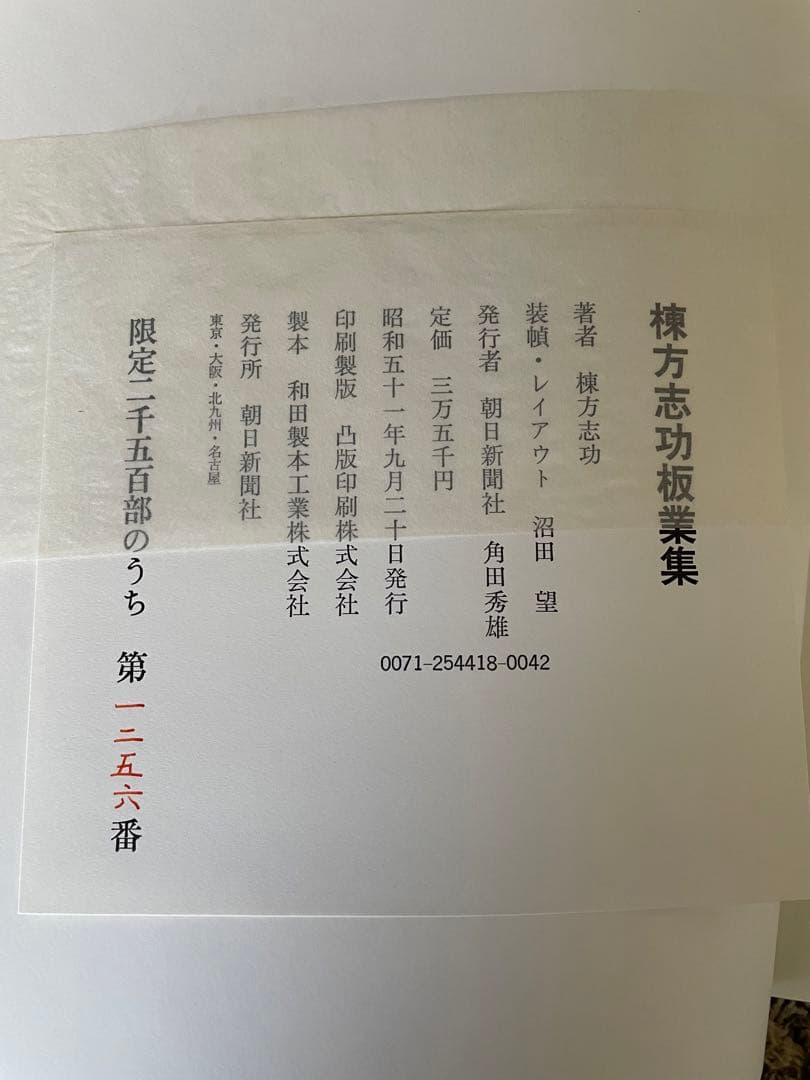 棟方志功板業集
著者　棟方志功
装幀・レイアウト　沼田　望
発行者　朝日新聞社　角田秀雄
定価　三万五千円
昭和五十一年九月二十日発行
印刷製版　凸版印刷株式会社
製本　和田製本工業株式会社
発行所　朝日新聞社
東京・大阪・北九州・名古屋
限定二千五百部のうち　第一二五六番
0071-254418-0042